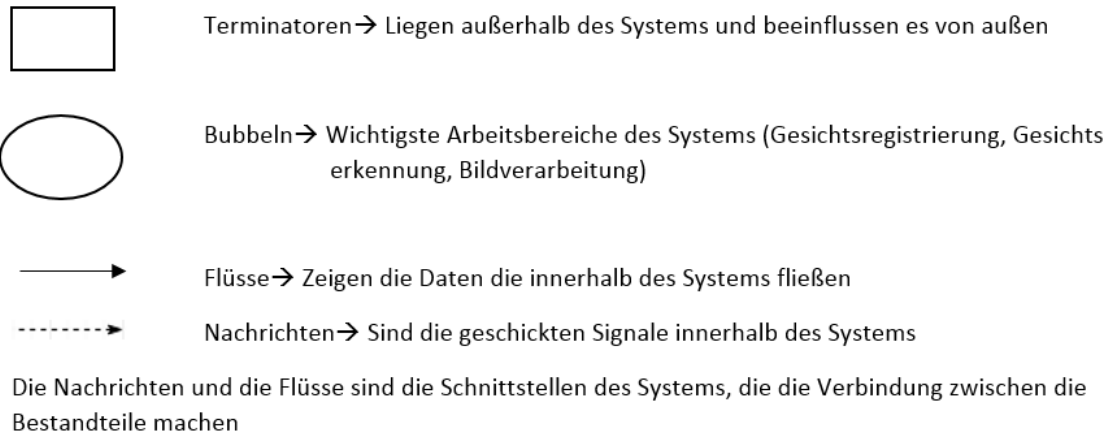 Terminatoren→ Liegen außerhalb des Systems und beeinflussen es von außen
Bubbeln→ Wichtigste Arbeitsbereiche des Systems (Gesichtsregistrierung, Gesichts
erkennung, Bildverarbeitung)
Flüsse→ Zeigen die Daten die innerhalb des Systems fließen
Nachrichten→ Sind die geschickten Signale innerhalb des Systems
Die Nachrichten und die Flüsse sind die Schnittstellen des Systems, die die Verbindung zwischen die
Bestandteile machen